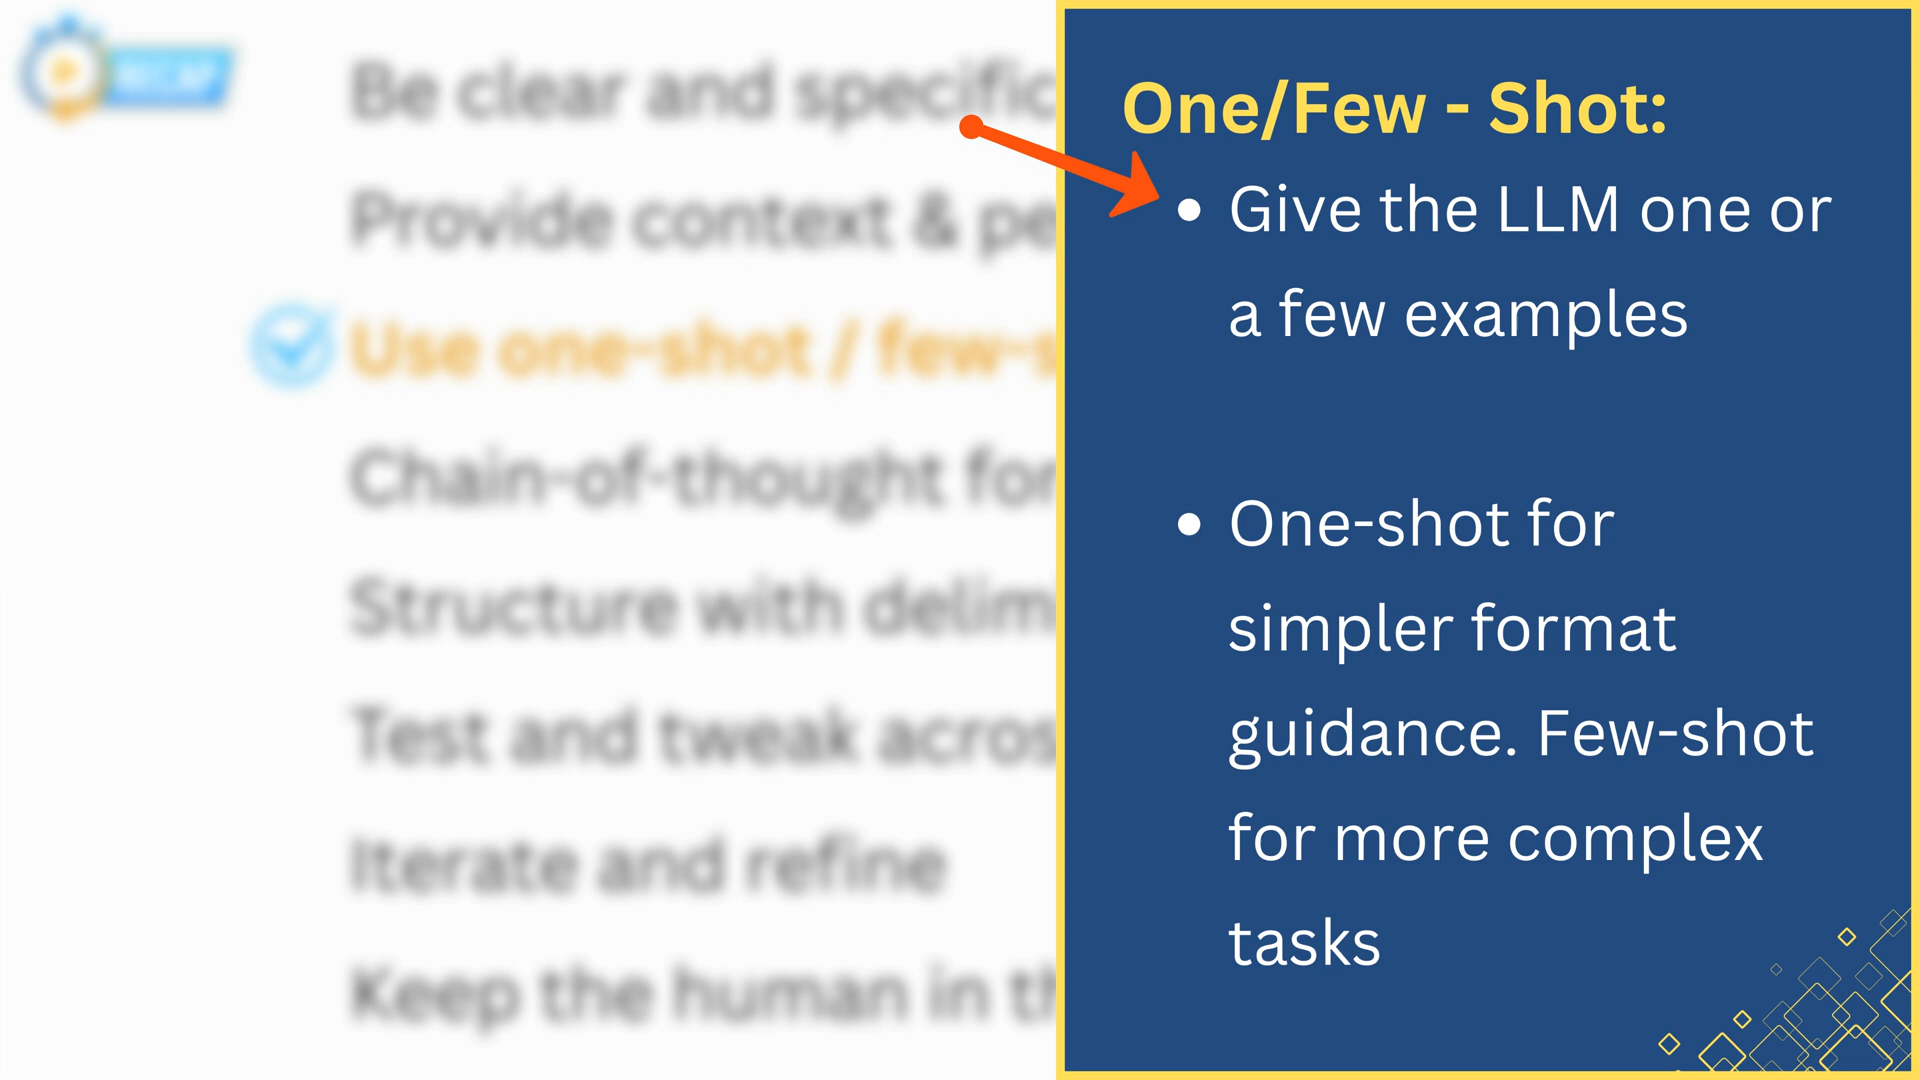 RECAP
Be clear and specific
Provide context & pe
Use one-shot / few-s
Chain-of-thought for
Structure with delim
Test and tweak acros
Iterate and refine
Keep the human in th
One/Few - Shot:
• Give the LLM one or
a few examples
• One-shot for
simpler format
guidance. Few-shot
for more complex
tasks